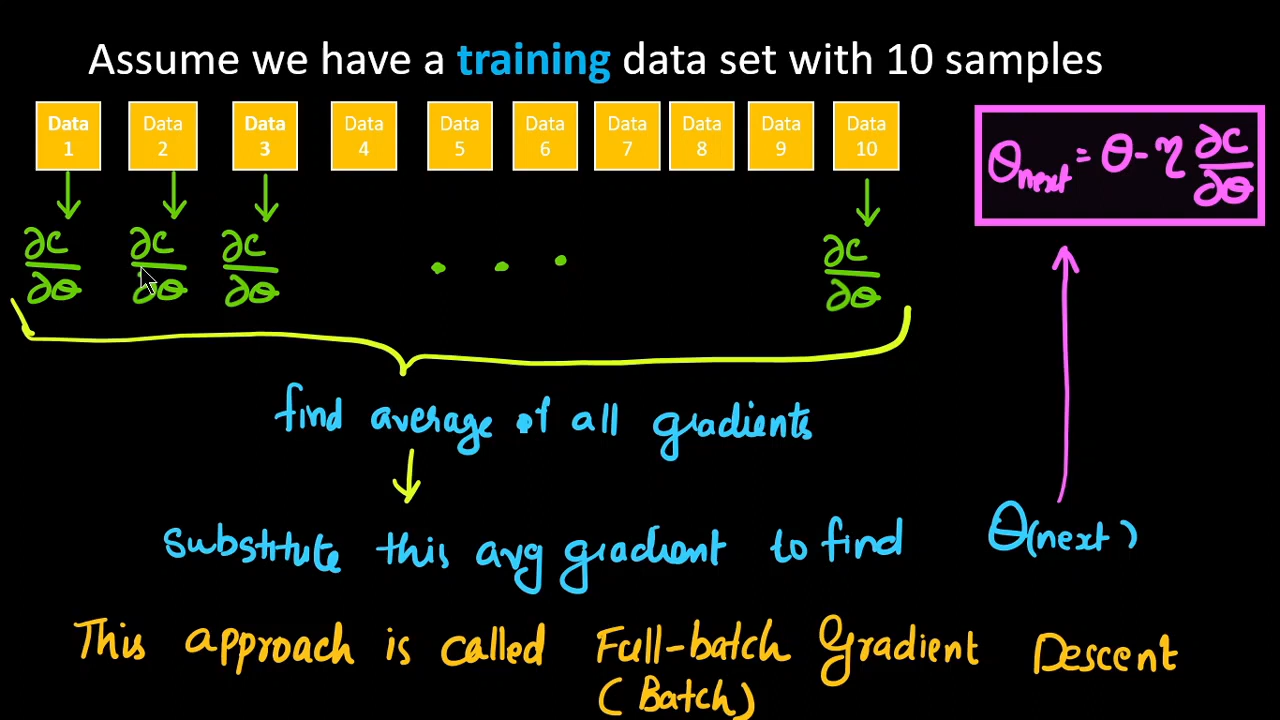 Assume we have a training data set with 10 samples
Data 1 Data 2 Data 3 Data 4 Data 5 Data 6 Data 7 Data 8 Data 9 Data 10
θnext = θ - η ∂C/∂θ
∂C/∂θ ∂C/∂θ ∂C/∂θ . . . ∂C/∂θ
find average of all gradients
substitute this avg gradient to find θ(next)
This approach is called Full-batch Gradient Descent
(Batch)